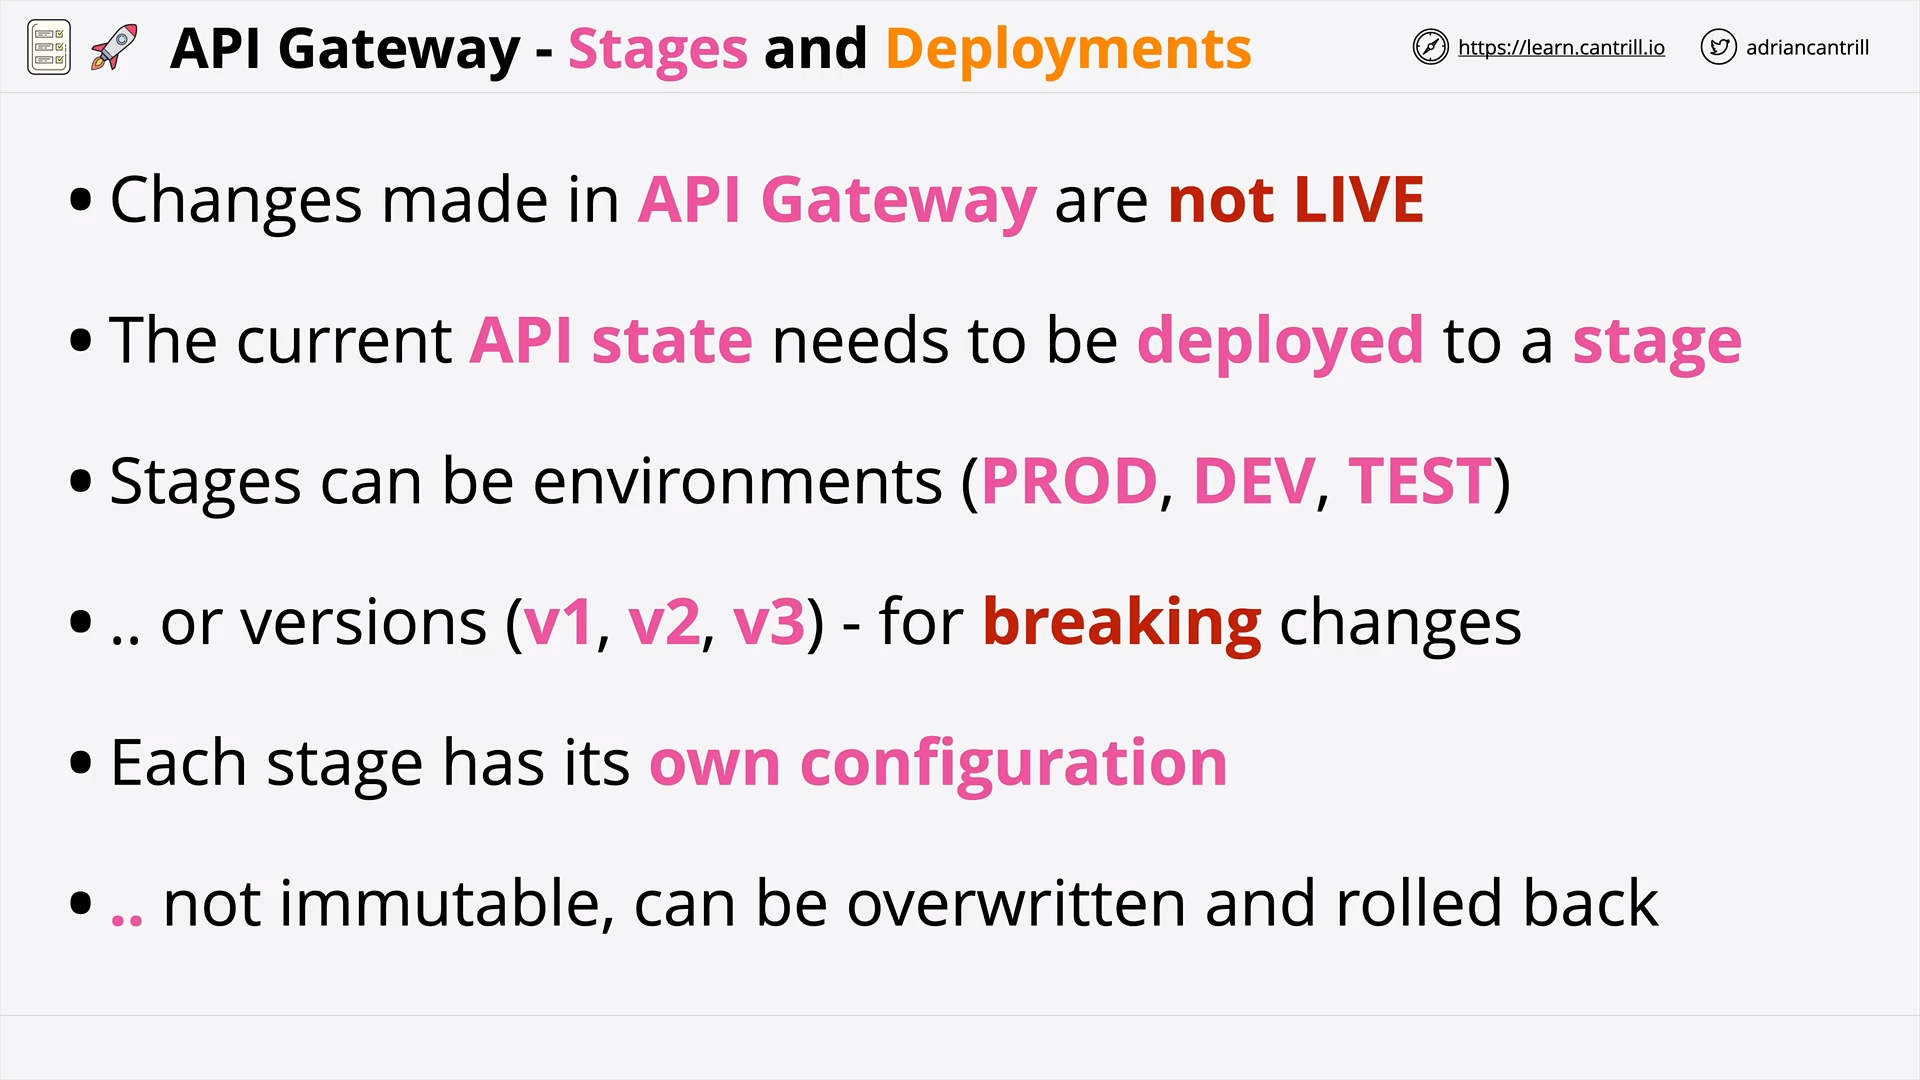 API Gateway - Stages and Deployments
https://learn.cantrill.io
adriancantrill
• Changes made in API Gateway are not LIVE
• The current API state needs to be deployed to a stage
• Stages can be environments (PROD, DEV, TEST)
• .. or versions (v1, v2, v3) - for breaking changes
• Each stage has its own configuration
• .. not immutable, can be overwritten and rolled back